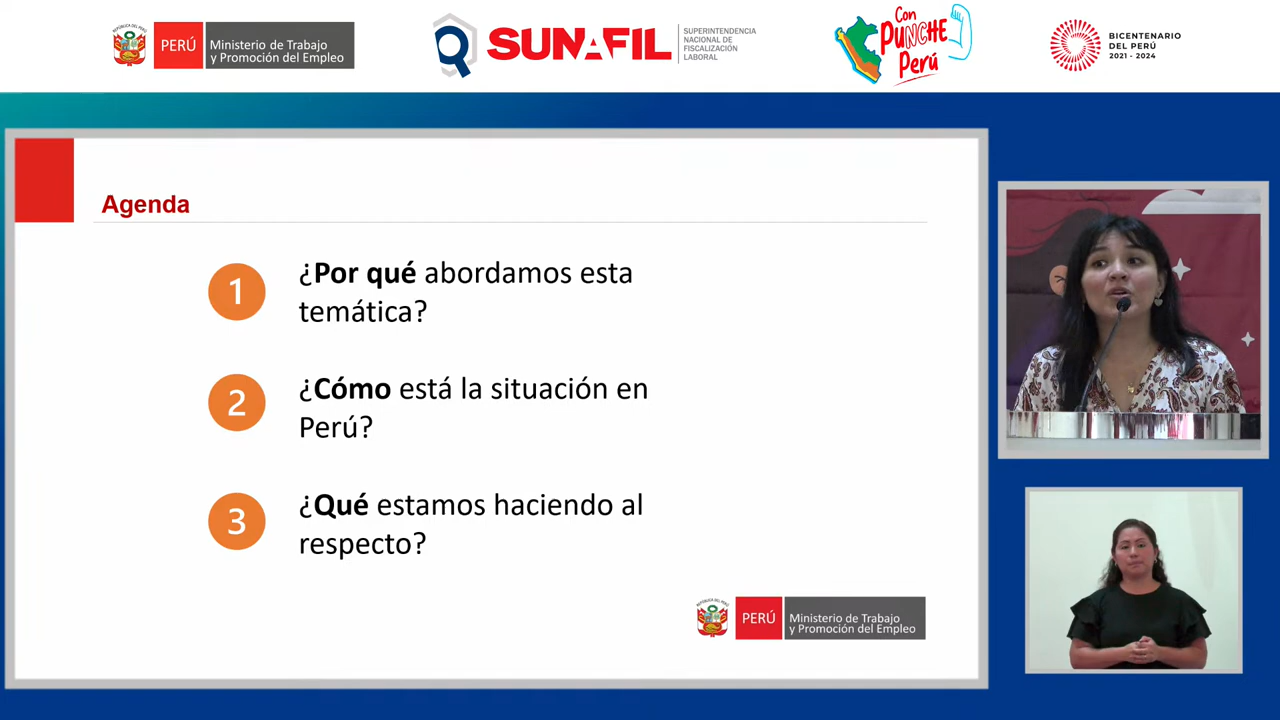 PERÚ
Ministerio de Trabajo
y Promoción del Empleo
SUNAFIL
SUPERINTENDENCIA
NACIONAL DE
FISCALIZACIÓN
LABORAL
Con
PUNCHE
Perú
BICENTENARIO
DEL PERÚ
2021 - 2024
Agenda
1
¿Por qué abordamos esta
temática?
2
¿Cómo está la situación en
Perú?
3
¿Qué estamos haciendo al
respecto?
PERÚ
Ministerio de Trabajo
y Promoción del Empleo